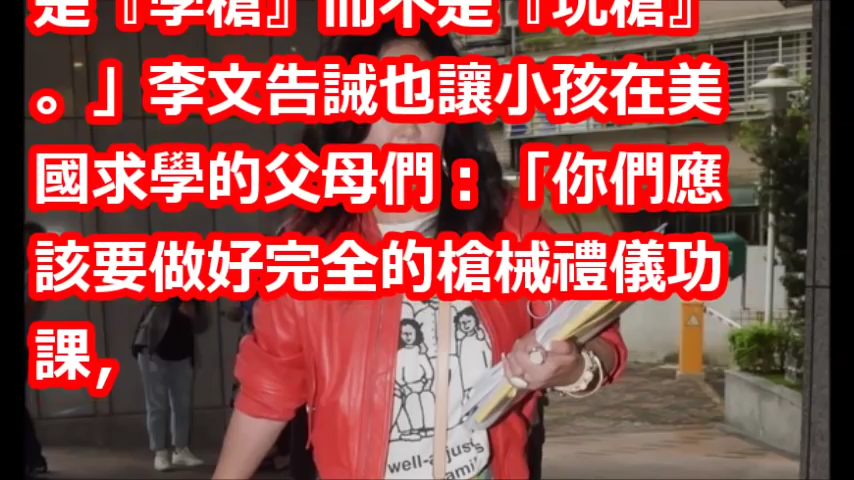 是『學槍』而不是『玩槍』
。」李文告誡也讓小孩在美
國求學的父母們：「你們應
該要做好完全的槍械禮儀功
課,
well-adjus